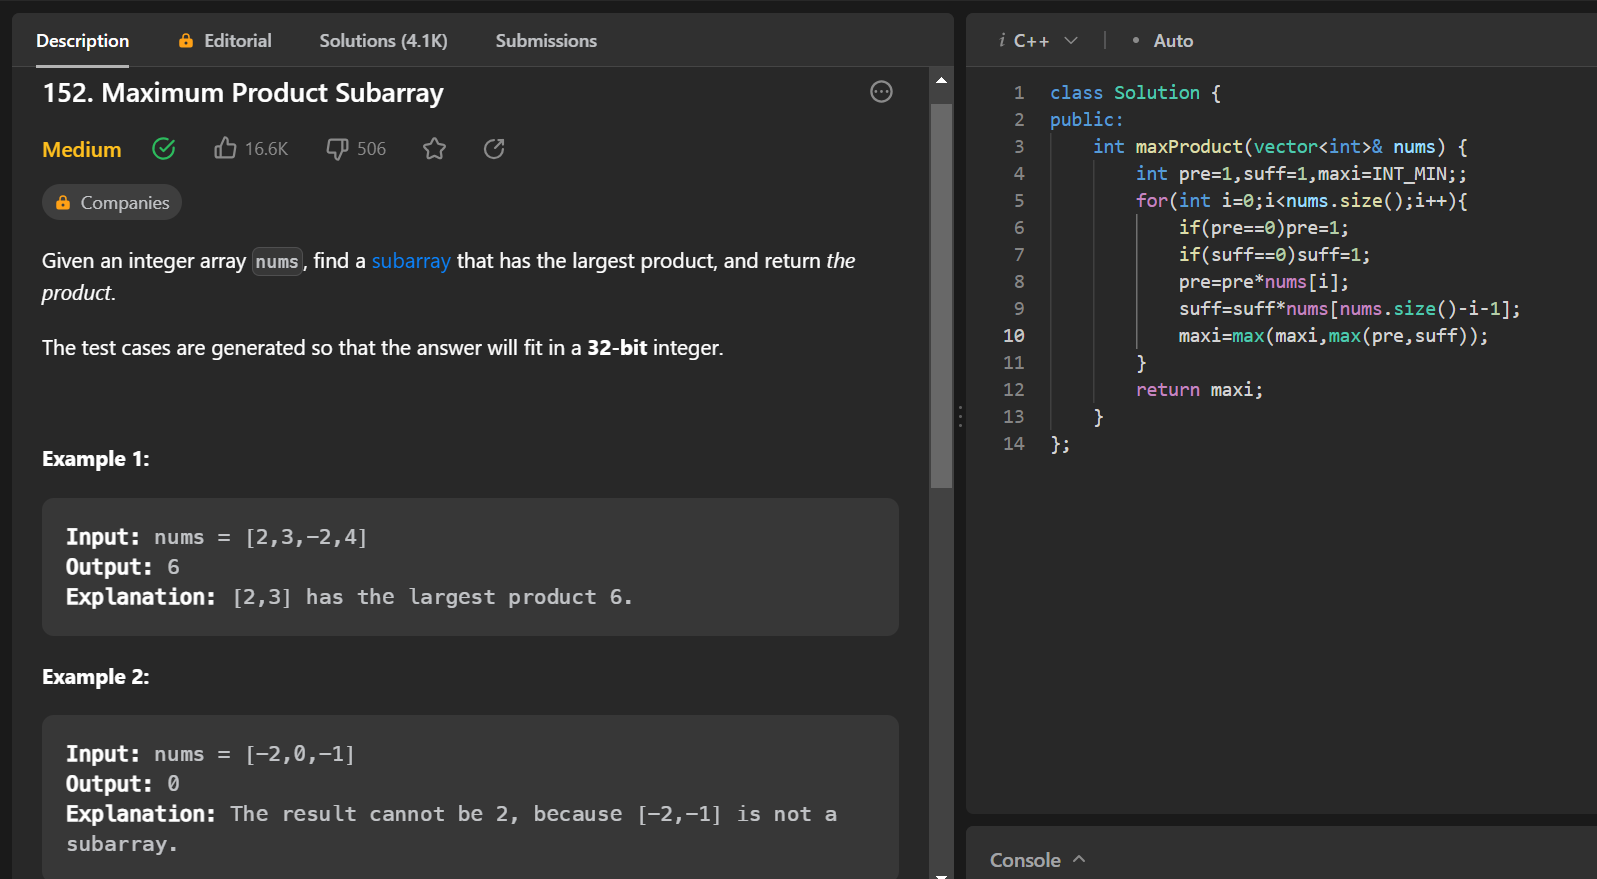 Description Editorial Solutions (4.1K) Submissions
152. Maximum Product Subarray
Medium 16.6K 506
Companies
Given an integer array nums, find a subarray that has the largest product, and return the
product.
The test cases are generated so that the answer will fit in a 32-bit integer.
Example 1:
Input: nums = [2,3,-2,4]
Output: 6
Explanation: [2,3] has the largest product 6.
Example 2:
Input: nums = [-2,0,-1]
Output: 0
Explanation: The result cannot be 2, because [-2,-1] is not a
subarray.
i C++ • Auto
1 class Solution {
2 public:
3     int maxProduct(vector<int>& nums) {
4         int pre=1,suff=1,maxi=INT_MIN;;
5         for(int i=0;i<nums.size();i++){
6             if(pre==0)pre=1;
7             if(suff==0)suff=1;
8             pre=pre*nums[i];
9             suff=suff*nums[nums.size()-i-1];
10             maxi=max(maxi,max(pre,suff));
11         }
12         return maxi;
13     }
14 };
Console